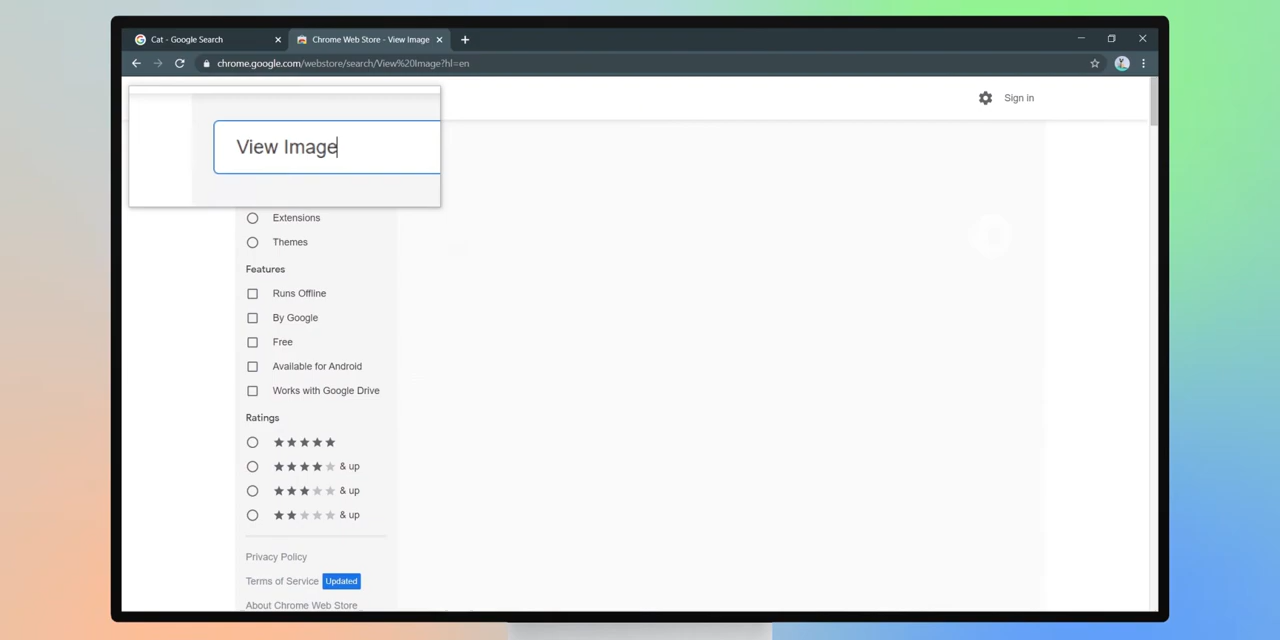 Cat - Google Search
Chrome Web Store - View Image
chrome.google.com/webstore/search/View%20Image?hl=en
Sign in
View Image
Extensions
Themes
Features
Runs Offline
By Google
Free
Available for Android
Works with Google Drive
Ratings
& up
& up
& up
Privacy Policy
Terms of Service Updated
About Chrome Web Store